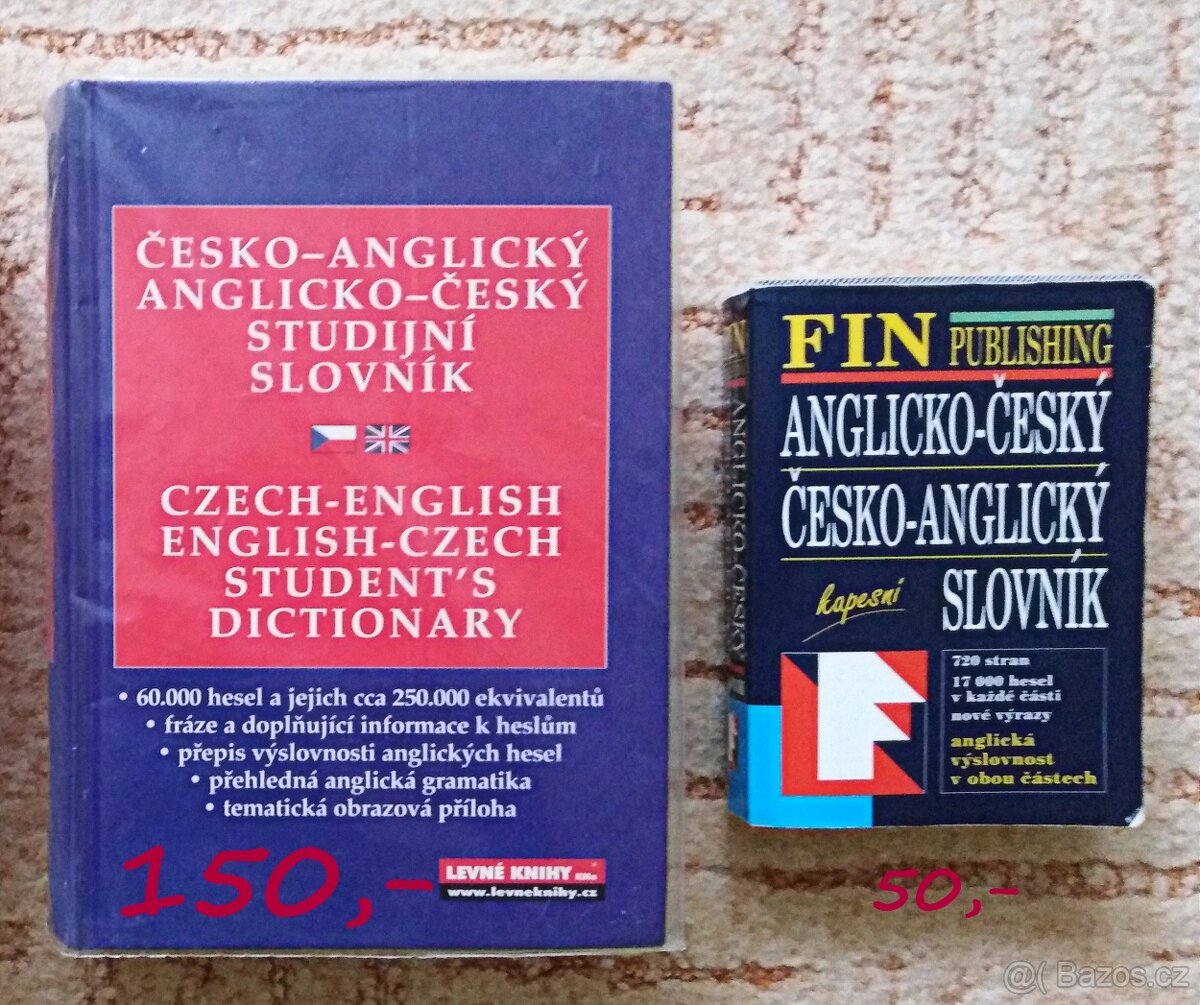 ČESKO–ANGLICKÝ
ANGLICKO–ČESKÝ
STUDIJNÍ
SLOVNÍK
CZECH-ENGLISH
ENGLISH-CZECH
STUDENT'S
DICTIONARY
• 60.000 hesel a jejich cca 250.000 ekvivalentů
• fráze a doplňující informace k heslům
• přepis výslovnosti anglických hesel
• přehledná anglická gramatika
• tematická obrazová příloha
150,-
LEVNÉ KNIHY
www.levneknihy.cz
FIN PUBLISHING
ANGLICKO-ČESKÝ
ČESKO-ANGLICKÝ
kapesní
SLOVNÍK
720 stran
17 000 hesel
v každé části
nové výrazy
anglická
výslovnost
v obou částech
FIN
ANGLICKO-ČESKÝ
50,-
@( Bazos.cz